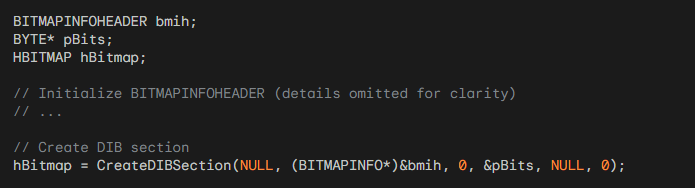 BITMAPINFOHEADER bmih;
BYTE* pBits;
HBITMAP hBitmap;
// Initialize BITMAPINFOHEADER (details omitted for clarity)
// ...
// Create DIB section
hBitmap = CreateDIBSection(NULL, (BITMAPINFO*)&bmih, 0, &pBits, NULL, 0);